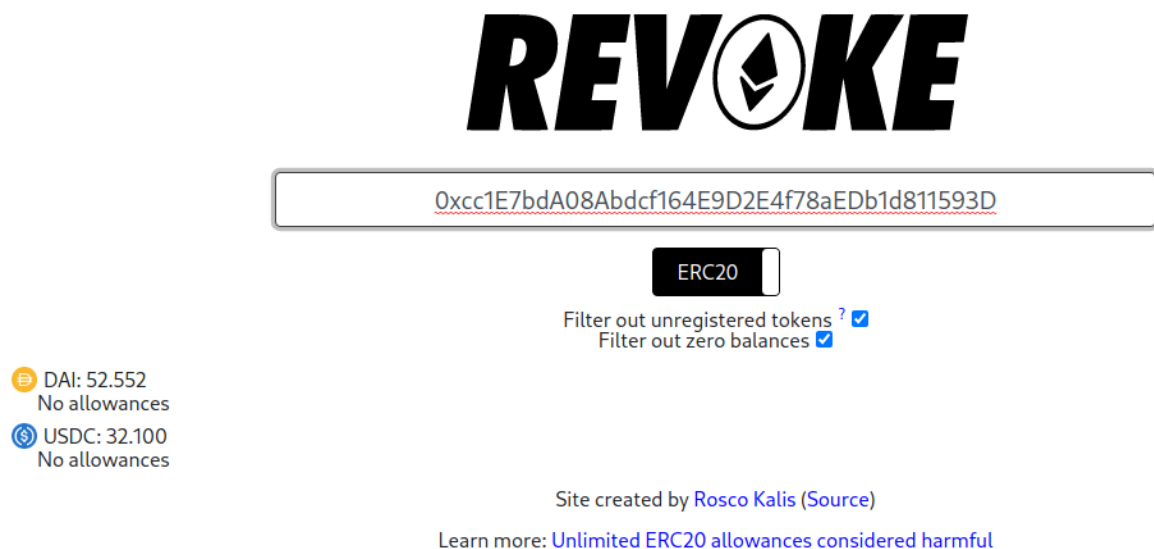 REVOKE
0xcc1E7bdA08Abdcf164E9D2E4f78aEDb1d811593D
ERC20
Filter out unregistered tokens ?
Filter out zero balances
DAI: 52.552
No allowances
USDC: 32.100
No allowances
Site created by Rosco Kalis (Source)
Learn more: Unlimited ERC20 allowances considered harmful